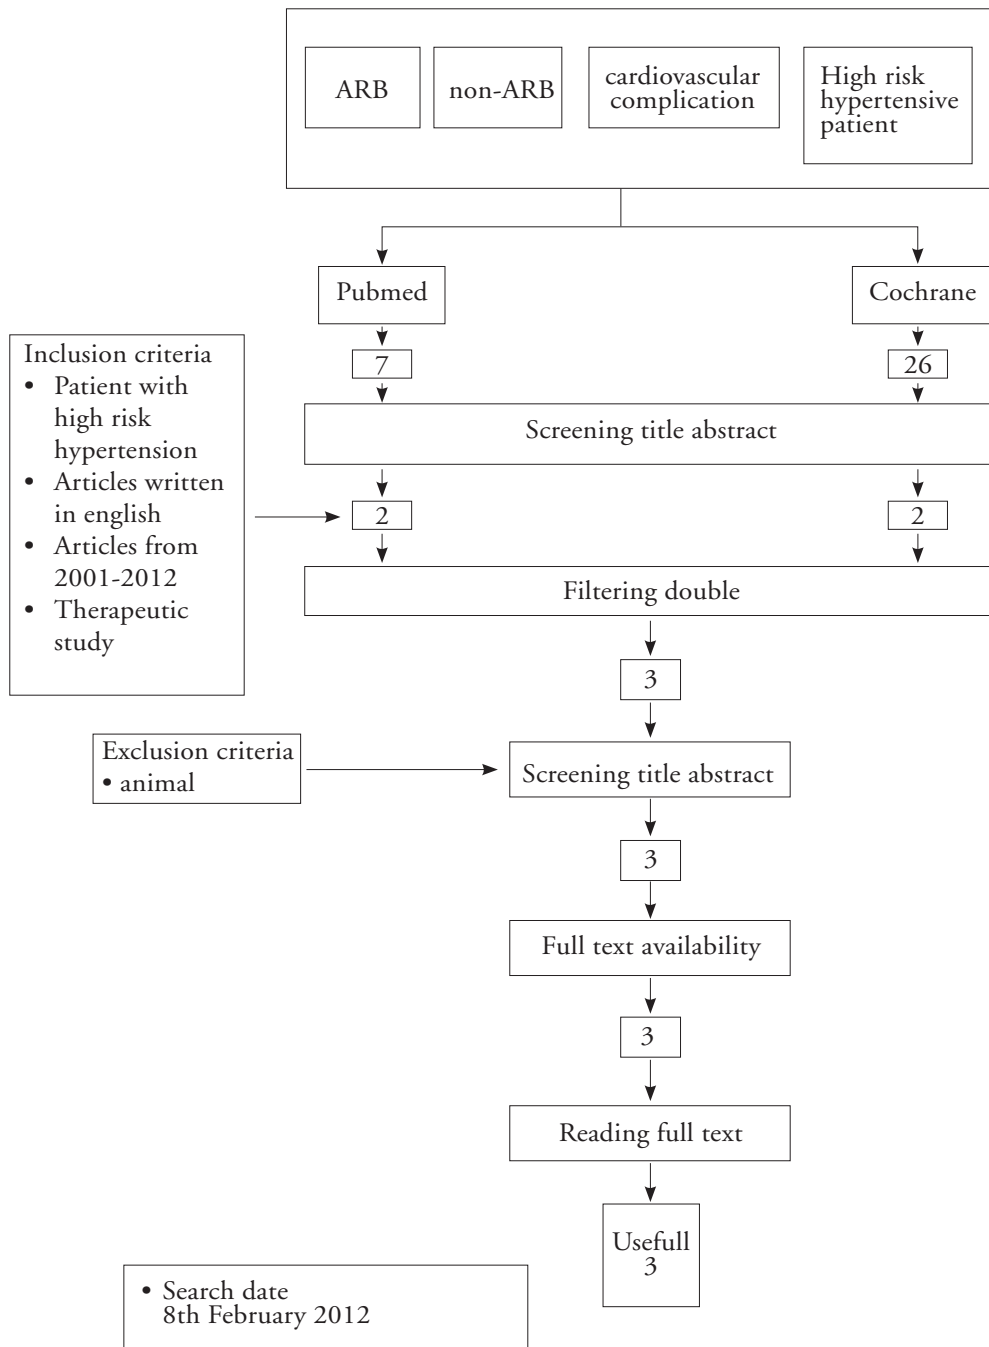 ARB
non-ARB
cardiovascular
complication
High risk
hypertensive
patient
Pubmed
Cochrane
7
26
Inclusion criteria
• Patient with
high risk
hypertension
• Articles written
in english
• Articles from
2001-2012
• Therapeutic
study
Screening title abstract
2
2
Filtering double
3
Exclusion criteria
• animal
Screening title abstract
3
Full text availability
3
Reading full text
Usefull
3
• Search date
8th February 2012